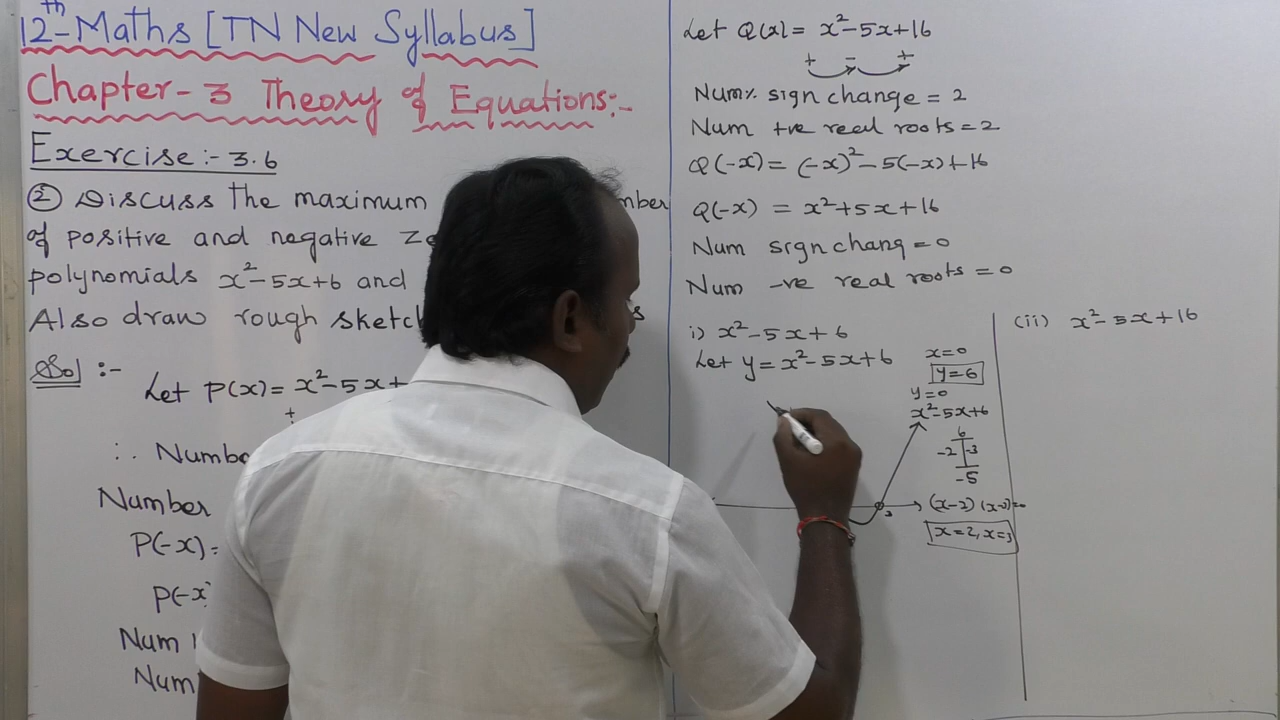 12th-Maths [TN New Syllabus]
Chapter-3 Theory of Equations:-
Exercise:- 3.6
② Discuss the maximum
of positive and negative
polynomials x²-5x+6 and
Also draw rough sketch
Sol :-
Let P(x)= x²-5x+
+
∴ Numbe
Number
P(-x)=
P(-x
Num
Num
Let Q(x)= x²-5x+16
+ - +
Num% sign change = 2
Num +ve real roots=2
Q(-x)= (-x)²-5(-x)+16
Q(-x) = x²+5x+16
Num sign chang=0
Num -ve real roots=0
i) x²-5x+6
Let y=x²-5x+6
x=0
y=6
y=0
x²-5x+6
6
-2 -3
-5
3
(x-2)(x-3)=0
x=2, x=3
(ii) x²-5x+16